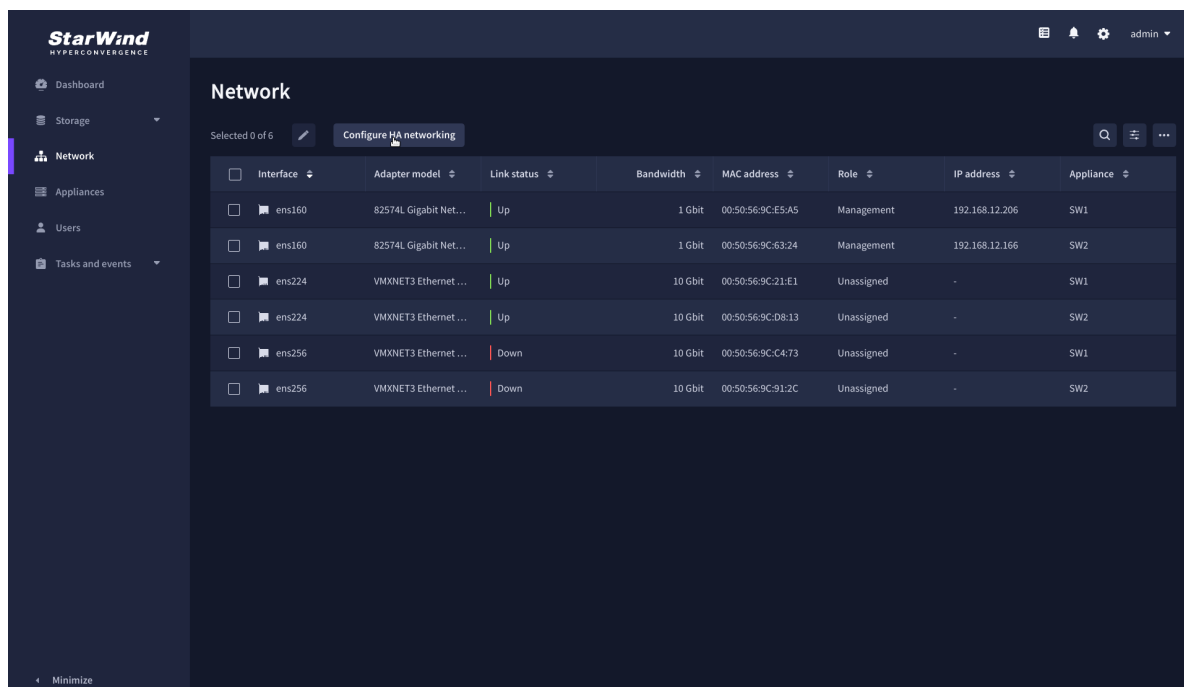 StarWind
HYPERCONVERGENCE
admin
Dashboard
Storage
Network
Appliances
Users
Tasks and events
Minimize
Network
Selected 0 of 6
Configure HA networking
Interface Adapter model Link status Bandwidth MAC address Role IP address Appliance
ens160 82574L Gigabit Net... Up 1 Gbit 00:50:56:9C:E5:A5 Management 192.168.12.206 SW1
ens160 82574L Gigabit Net... Up 1 Gbit 00:50:56:9C:63:24 Management 192.168.12.166 SW2
ens224 VMXNET3 Ethernet ... Up 10 Gbit 00:50:56:9C:21:E1 Unassigned - SW1
ens224 VMXNET3 Ethernet ... Up 10 Gbit 00:50:56:9C:D8:13 Unassigned - SW2
ens256 VMXNET3 Ethernet ... Down 10 Gbit 00:50:56:9C:C4:73 Unassigned - SW1
ens256 VMXNET3 Ethernet ... Down 10 Gbit 00:50:56:9C:91:2C Unassigned - SW2